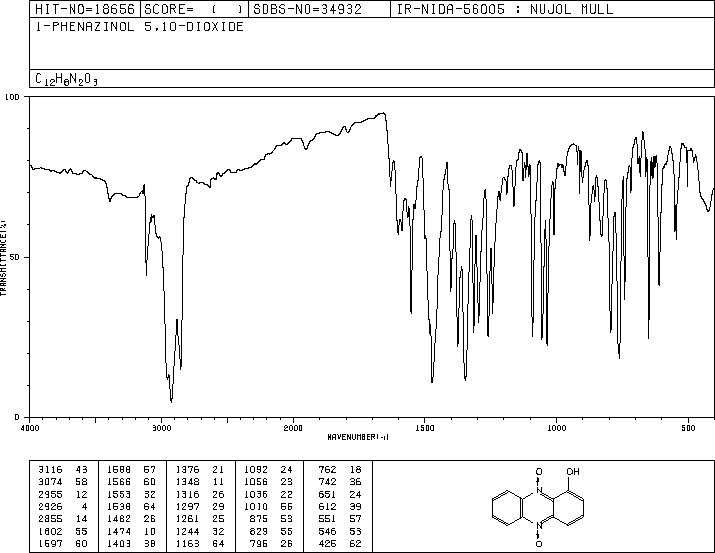 HIT-NO=18656 SCORE= ( ) SDBS-NO=34932 IR-NIDA-56005 : NUJOL MULL
1-PHENAZINOL 5,10-DIOXIDE
C12H8N2O3
100
50
0
TRANSMITTANCE(%)
4000 3000 2000 1500 1000 500
WAVENUMBER(-1)
3116 43 1588 57 1376 21 1092 24 762 18
3074 58 1566 60 1348 11 1056 23 742 36
2955 12 1553 32 1316 26 1036 22 651 24
2926 4 1538 64 1297 29 1010 56 612 39
2855 14 1482 26 1261 25 875 53 551 57
1602 55 1474 10 1244 32 829 55 546 53
1597 60 1403 38 1163 64 796 26 426 62
O
OH
N
N
O